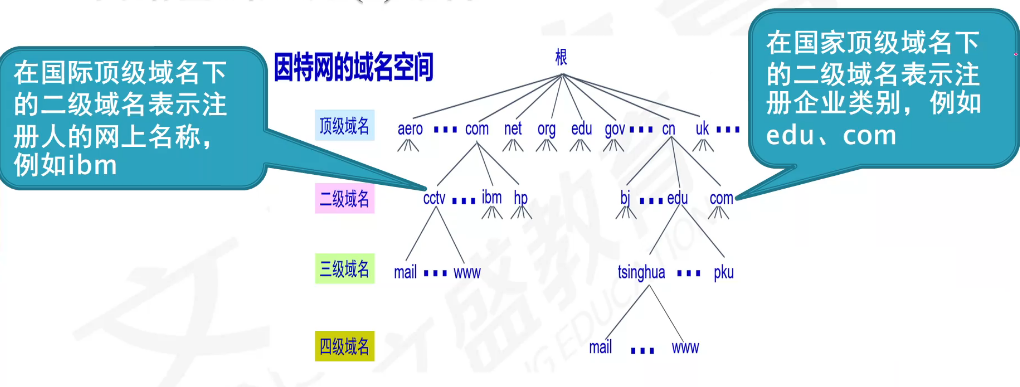 在国际顶级域名下
的二级域名表示注
册人的网上名称，
例如ibm
因特网的域名空间
根
在国家顶级域名下
的二级域名表示注
册企业类别，例如
edu、com
顶级域名 aero ··· com net org edu gov ··· cn uk ···
二级域名 cctv ··· ibm hp bj ··· edu com
三级域名 mail ··· www tsinghua ··· pku
四级域名 mail ··· www